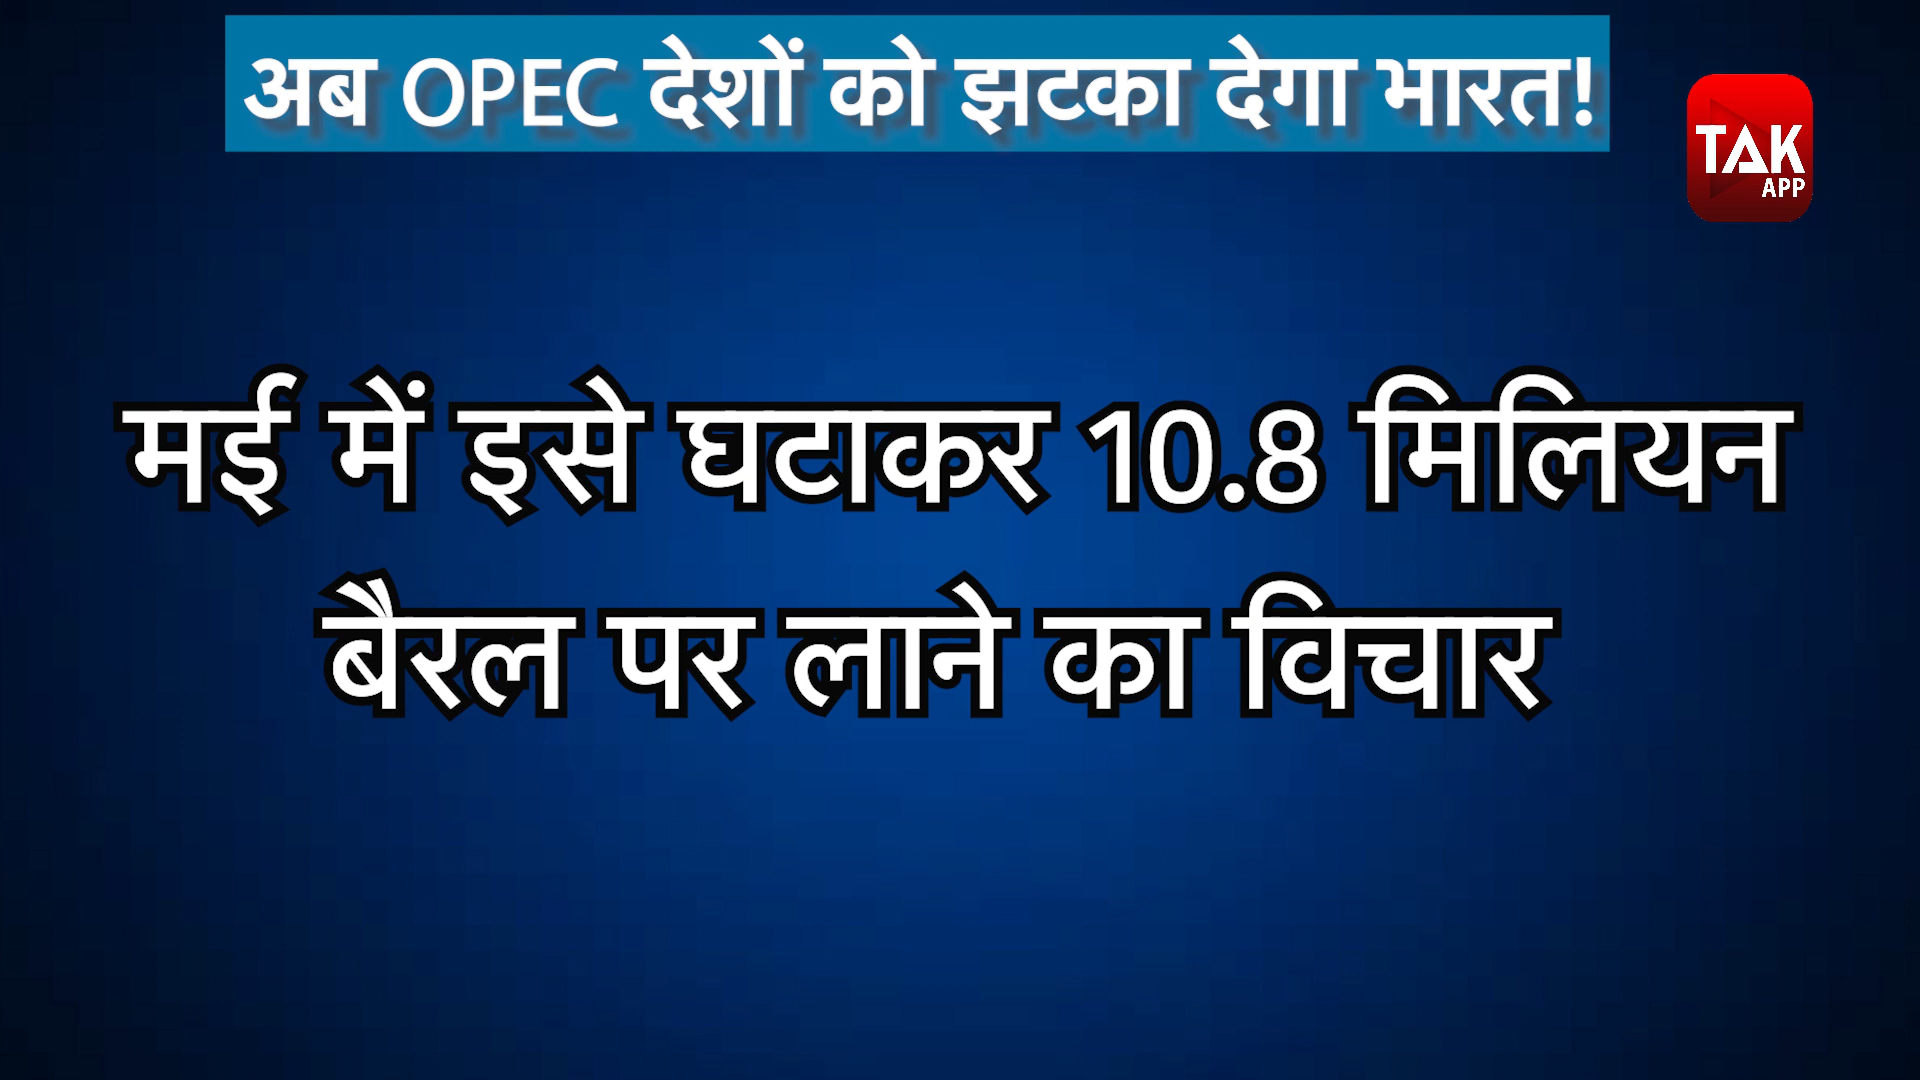 अब OPEC देशों को झटका देगा भारत!
TAK
APP
मई में इसे घटाकर 10.8 मिलियन
बैरल पर लाने का विचार